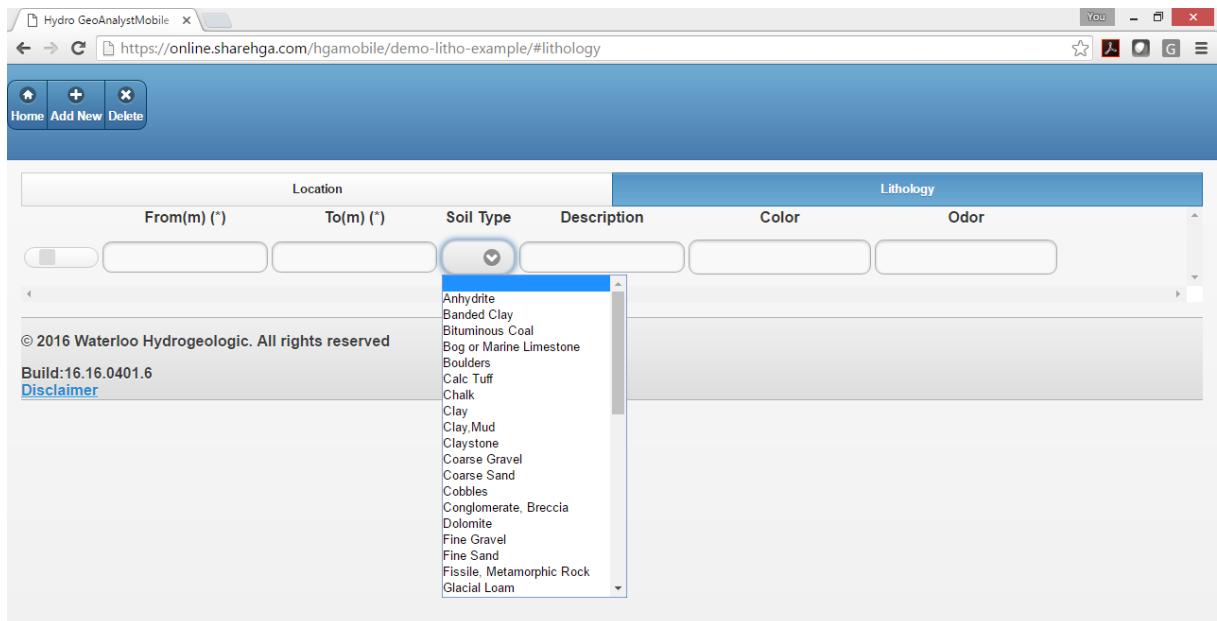 Hydro GeoAnalystMobile
You
https://online.sharehga.com/hgamobile/demo-litho-example/#lithology
G
Home Add New Delete
Location Lithology
From(m) (*) To(m) (*) Soil Type Description Color Odor
Anhydrite
Banded Clay
Bituminous Coal
Bog or Marine Limestone
Boulders
Calc Tuff
Chalk
Clay
Clay,Mud
Claystone
Coarse Gravel
Coarse Sand
Cobbles
Conglomerate, Breccia
Dolomite
Fine Gravel
Fine Sand
Fissile, Metamorphic Rock
Glacial Loam
© 2016 Waterloo Hydrogeologic. All rights reserved
Build:16.16.0401.6
Disclaimer